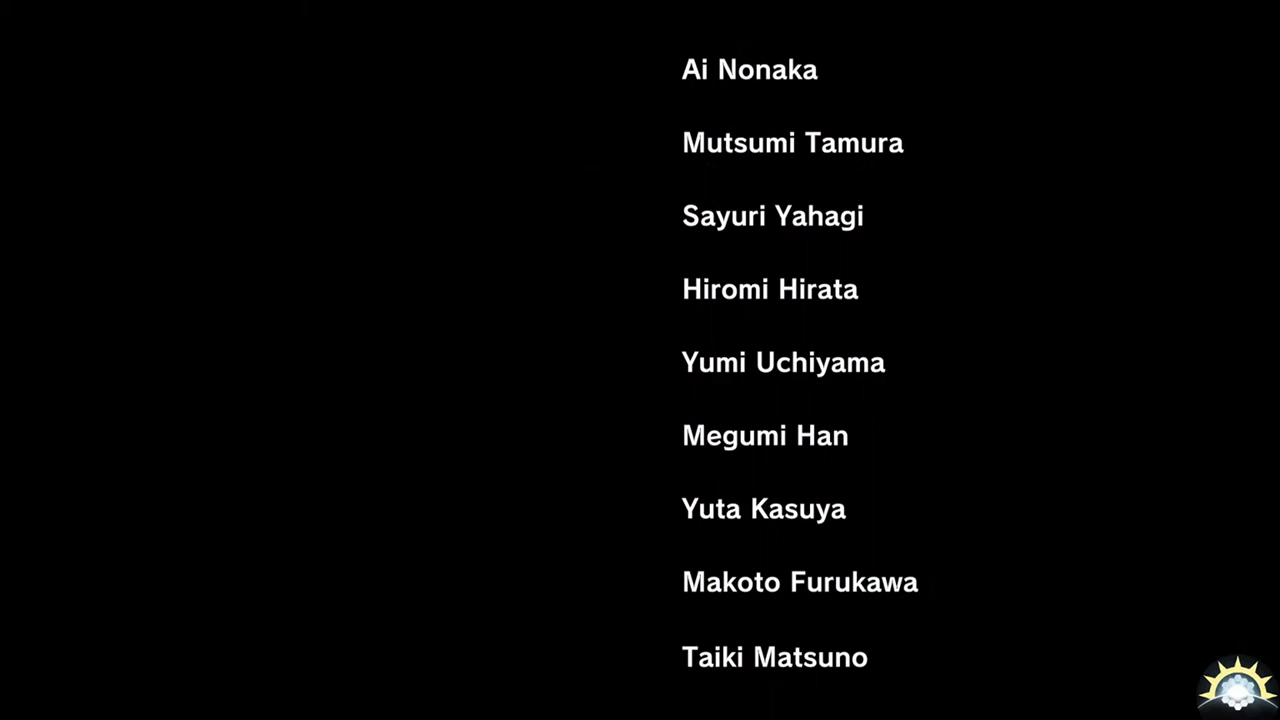 Ai Nonaka
Mutsumi Tamura
Sayuri Yahagi
Hiromi Hirata
Yumi Uchiyama
Megumi Han
Yuta Kasuya
Makoto Furukawa
Taiki Matsuno